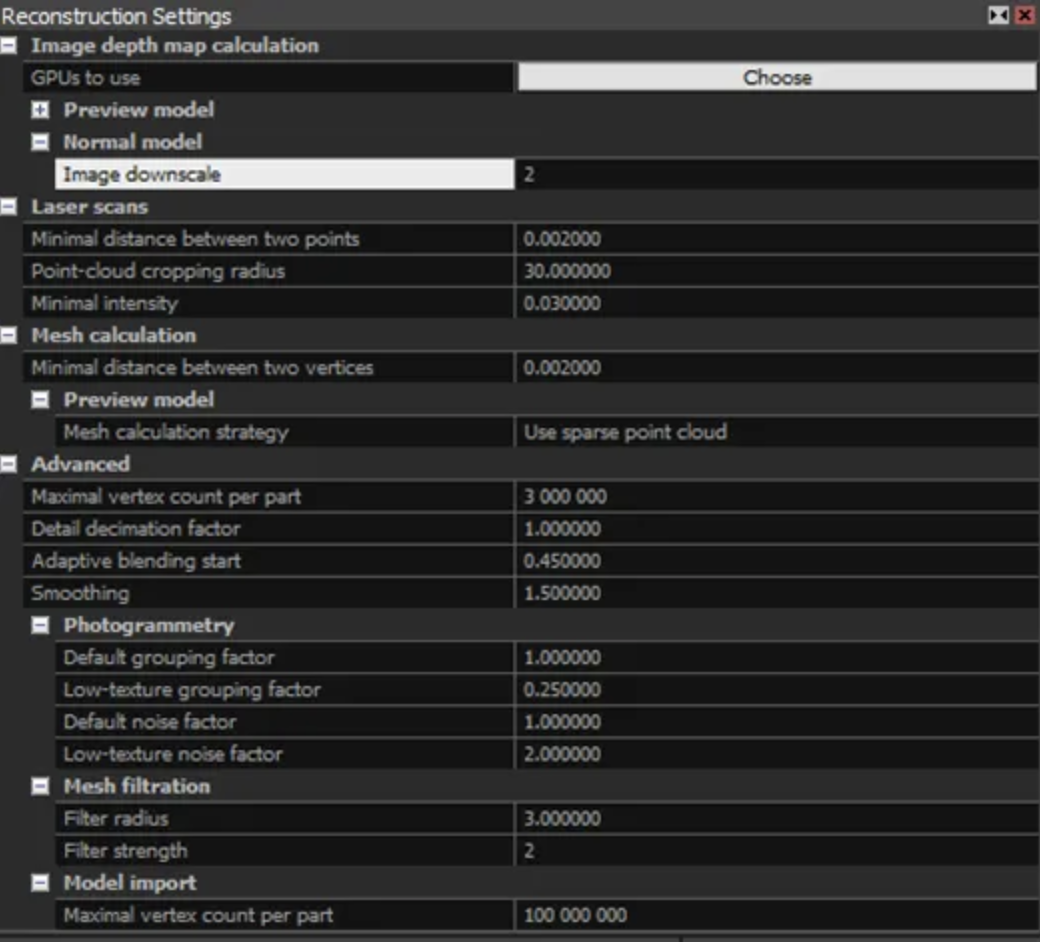 Reconstruction Settings
Image depth map calculation
GPUs to use Choose
Preview model
Normal model
Image downscale 2
Laser scans
Minimal distance between two points 0.002000
Point-cloud cropping radius 30.000000
Minimal intensity 0.030000
Mesh calculation
Minimal distance between two vertices 0.002000
Preview model
Mesh calculation strategy Use sparse point cloud
Advanced
Maximal vertex count per part 3 000 000
Detail decimation factor 1.000000
Adaptive blending start 0.450000
Smoothing 1.500000
Photogrammetry
Default grouping factor 1.000000
Low-texture grouping factor 0.250000
Default noise factor 1.000000
Low-texture noise factor 2.000000
Mesh filtration
Filter radius 3.000000
Filter strength 2
Model import
Maximal vertex count per part 100 000 000